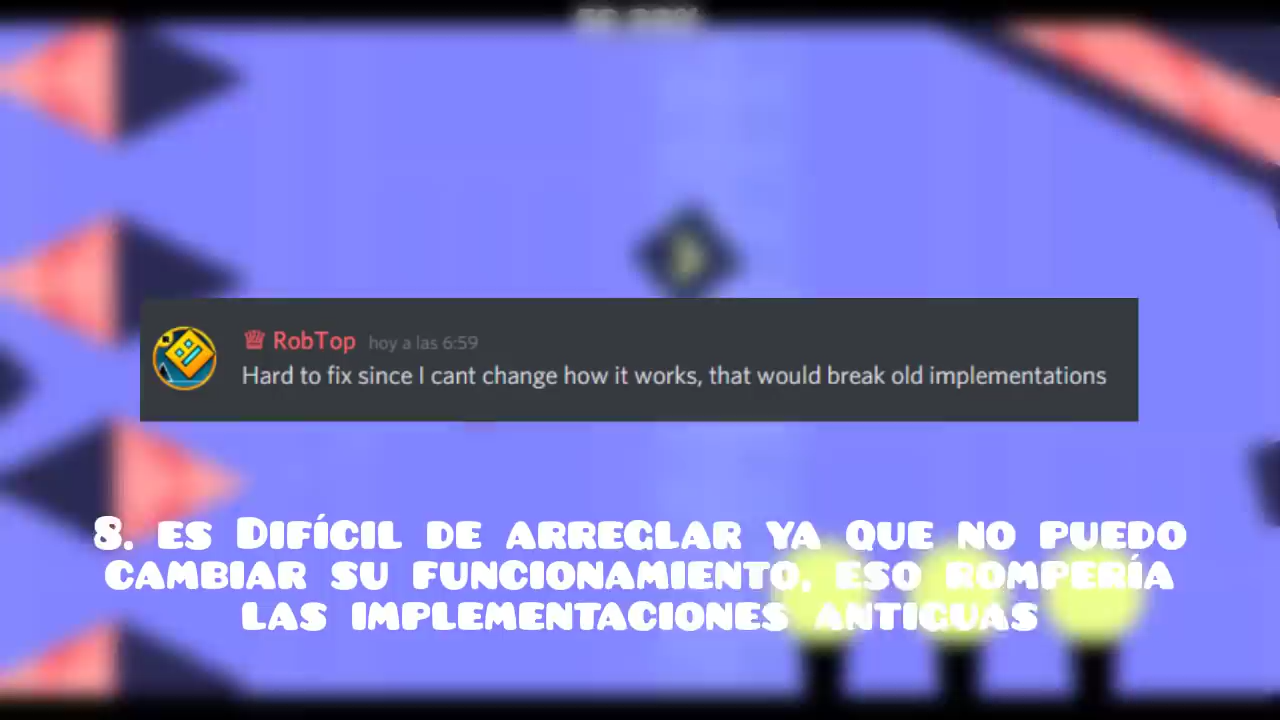 RobTop hoy a las 6:59
Hard to fix since I cant change how it works, that would break old implementations
8. ES DIFÍCIL DE ARREGLAR YA QUE NO PUEDO
CAMBIAR SU FUNCIONAMIENTO, ESO ROMPERÍA
LAS IMPLEMENTACIONES ANTIGUAS